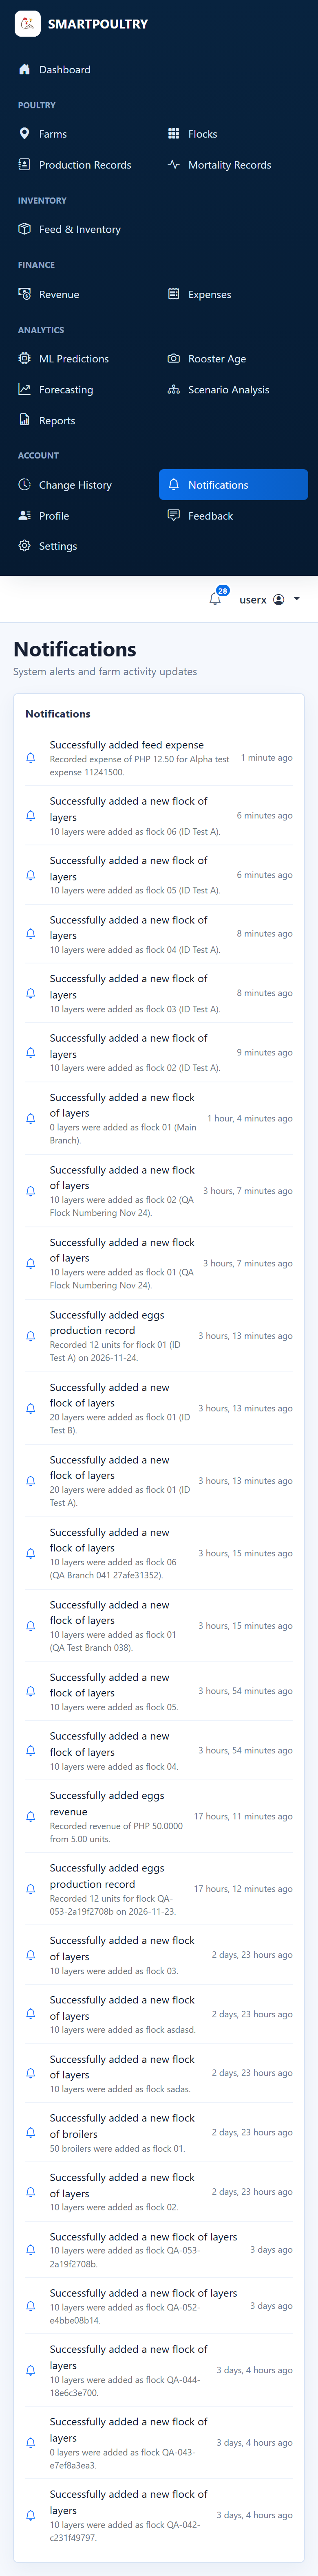 SMARTPOULTRY
Dashboard
POULTRY
Farms
Flocks
Production Records
Mortality Records
INVENTORY
Feed & Inventory
FINANCE
Revenue
Expenses
ANALYTICS
ML Predictions
Rooster Age
Forecasting
Scenario Analysis
Reports
ACCOUNT
Change History
Notifications
Profile
Feedback
Settings
28
userx
Notifications
System alerts and farm activity updates
Notifications
Successfully added feed expense
Recorded expense of PHP 12.50 for Alpha test
expense 11241500.
1 minute ago
Successfully added a new flock of
layers
10 layers were added as flock 06 (ID Test A).
6 minutes ago
Successfully added a new flock of
layers
10 layers were added as flock 05 (ID Test A).
6 minutes ago
Successfully added a new flock of
layers
10 layers were added as flock 04 (ID Test A).
8 minutes ago
Successfully added a new flock of
layers
10 layers were added as flock 03 (ID Test A).
8 minutes ago
Successfully added a new flock of
layers
10 layers were added as flock 02 (ID Test A).
9 minutes ago
Successfully added a new flock
of layers
0 layers were added as flock 01 (Main
Branch).
1 hour, 4 minutes ago
Successfully added a new flock
of layers
10 layers were added as flock 02 (QA
Flock Numbering Nov 24).
3 hours, 7 minutes ago
Successfully added a new flock
of layers
10 layers were added as flock 01 (QA
Flock Numbering Nov 24).
3 hours, 7 minutes ago
Successfully added eggs
production record
Recorded 12 units for flock 01 (ID
Test A) on 2026-11-24.
3 hours, 13 minutes ago
Successfully added a new
flock of layers
20 layers were added as flock 01 (ID
Test B).
3 hours, 13 minutes ago
Successfully added a new
flock of layers
20 layers were added as flock 01 (ID
Test A).
3 hours, 13 minutes ago
Successfully added a new
flock of layers
10 layers were added as flock 06
(QA Branch 041 27afe31352).
3 hours, 15 minutes ago
Successfully added a new
flock of layers
10 layers were added as flock 01
(QA Test Branch 038).
3 hours, 15 minutes ago
Successfully added a new
flock of layers
10 layers were added as flock 05.
3 hours, 54 minutes ago
Successfully added a new
flock of layers
10 layers were added as flock 04.
3 hours, 54 minutes ago
Successfully added eggs
revenue
Recorded revenue of PHP 50.0000
from 5.00 units.
17 hours, 11 minutes ago
Successfully added eggs
production record
Recorded 12 units for flock QA-
053-2a19f2708b on 2026-11-23.
17 hours, 12 minutes ago
Successfully added a new flock
of layers
10 layers were added as flock 03.
2 days, 23 hours ago
Successfully added a new flock
of layers
10 layers were added as flock asdasd.
2 days, 23 hours ago
Successfully added a new flock
of layers
10 layers were added as flock sadas.
2 days, 23 hours ago
Successfully added a new flock
of broilers
50 broilers were added as flock 01.
2 days, 23 hours ago
Successfully added a new flock
of layers
10 layers were added as flock 02.
2 days, 23 hours ago
Successfully added a new flock of layers
10 layers were added as flock QA-053-
2a19f2708b.
3 days ago
Successfully added a new flock of layers
10 layers were added as flock QA-052-
e4bbe08b14.
3 days ago
Successfully added a new flock of
layers
10 layers were added as flock QA-044-
18e6c3e700.
3 days, 4 hours ago
Successfully added a new flock of
layers
0 layers were added as flock QA-043-
e7ef8a3ea3.
3 days, 4 hours ago
Successfully added a new flock of
layers
10 layers were added as flock QA-042-
c231f49797.
3 days, 4 hours ago